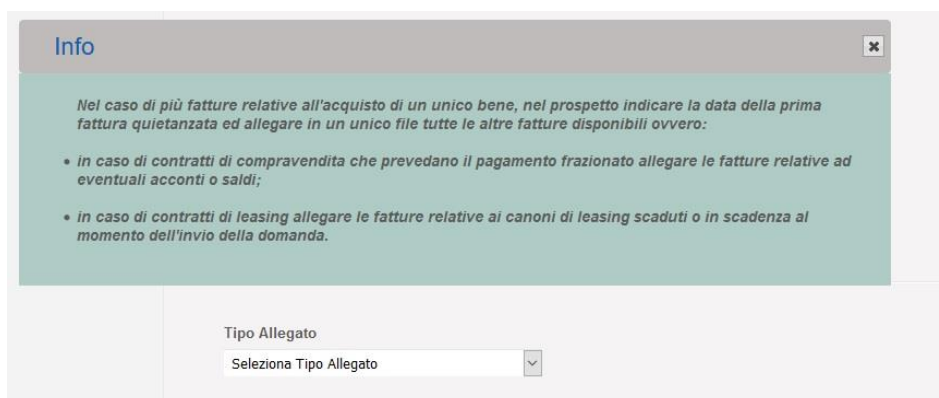 Info
Nel caso di più fatture relative all'acquisto di un unico bene, nel prospetto indicare la data della prima
fattura quietanzata ed allegare in un unico file tutte le altre fatture disponibili ovvero:
• in caso di contratti di compravendita che prevedano il pagamento frazionato allegare le fatture relative ad
eventuali acconti o saldi;
• in caso di contratti di leasing allegare le fatture relative ai canoni di leasing scaduti o in scadenza al
momento dell'invio della domanda.
Tipo Allegato
Seleziona Tipo Allegato